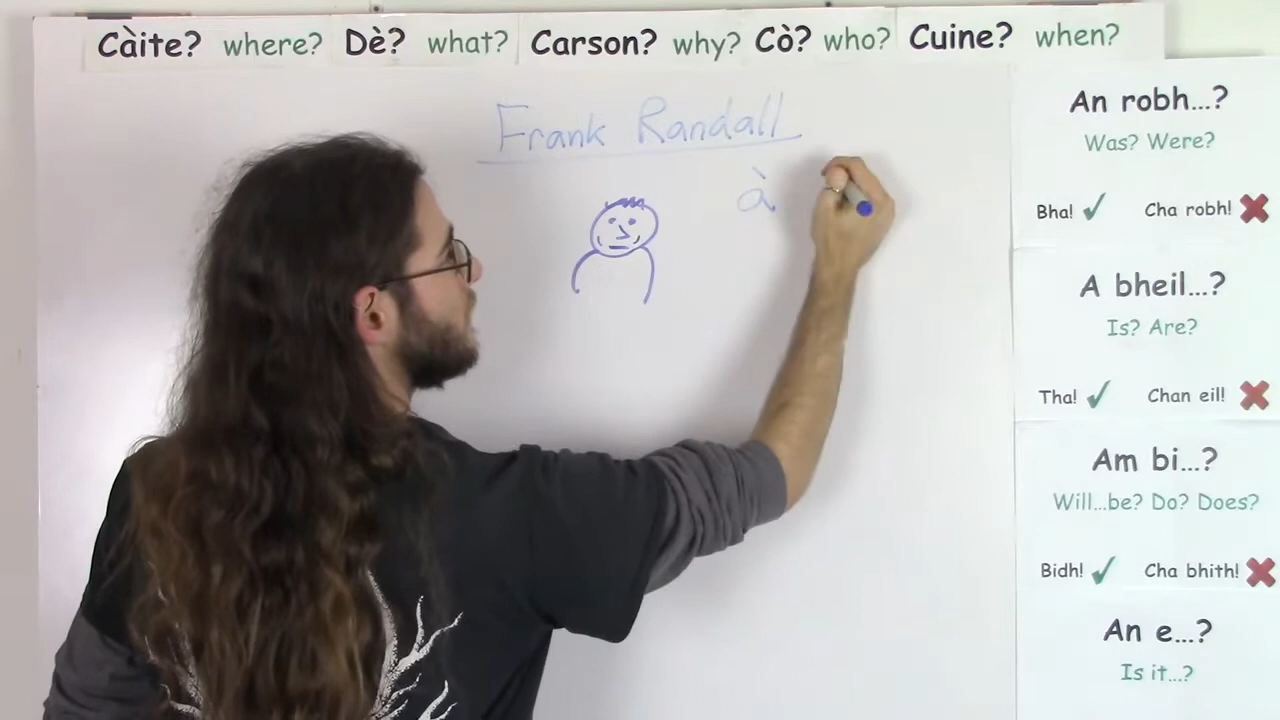 Càite? where? Dè? what? Carson? why? Cò? who? Cuine? when?
Frank Randall
à
An robh...?
Was? Were?
Bha! ✓ Cha robh! ✗
A bheil...?
Is? Are?
Tha! ✓ Chan eil! ✗
Am bi...?
Will...be? Do? Does?
Bidh! ✓ Cha bhith! ✗
An e...?
Is it...?